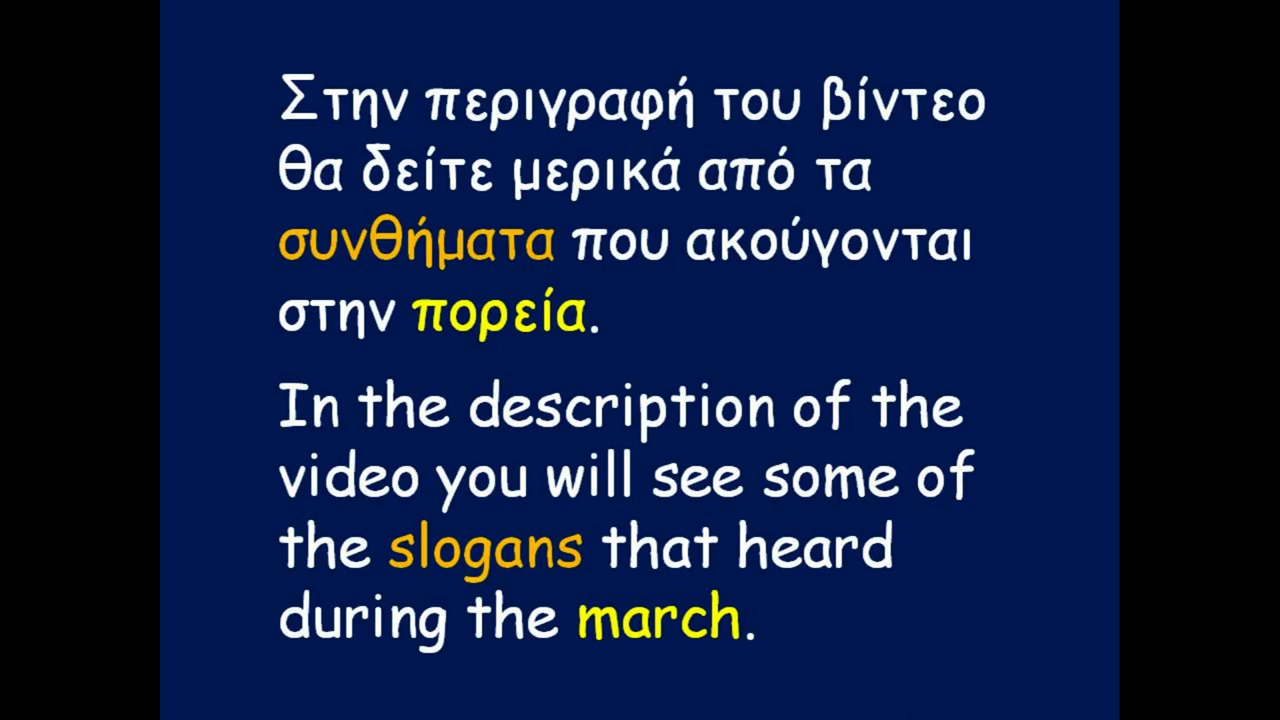 Στην περιγραφή του βίντεο
θα δείτε μερικά από τα
συνθήματα που ακούγονται
στην πορεία.
In the description of the
video you will see some of
the slogans that heard
during the march.